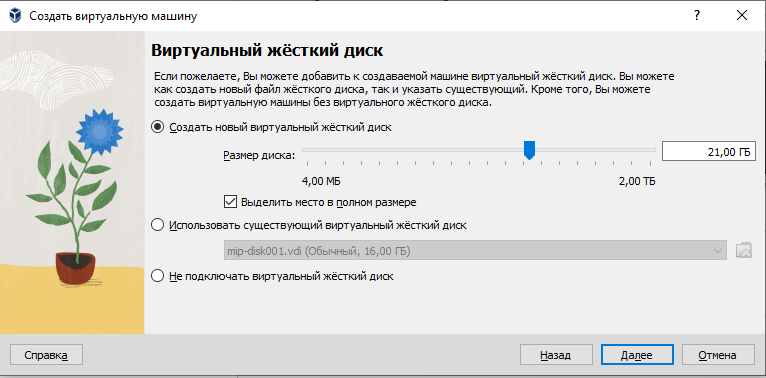 Создать виртуальную машину
?
Виртуальный жёсткий диск
Если пожелаете, Вы можете добавить к создаваемой машине виртуальный жёсткий диск. Вы можете
как создать новый файл жёсткого диска, так и указать существующий. Кроме того, Вы можете
создать виртуальную машины без виртуального жёсткого диска.
Создать новый виртуальный жёсткий диск
Размер диска:
21,00 ГБ
4,00 МБ
2,00 ТБ
Выделить место в полном размере
Использовать существующий виртуальный жёсткий диск
mip-disk001.vdi (Обычный, 16,00 ГБ)
Не подключать виртуальный жёсткий диск
Справка
Назад
Далее
Отмена